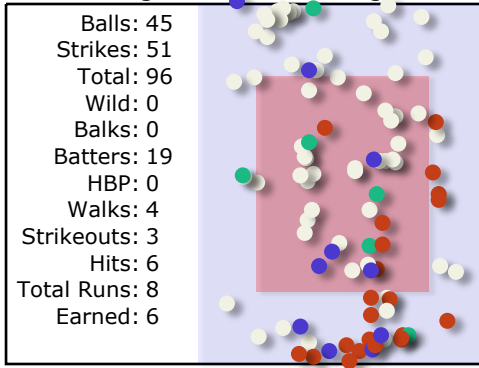 Balls: 45
Strikes: 51
Total: 96
Wild: 0
Balks: 0
Batters: 19
HBP: 0
Walks: 4
Strikeouts: 3
Hits: 6
Total Runs: 8
Earned: 6